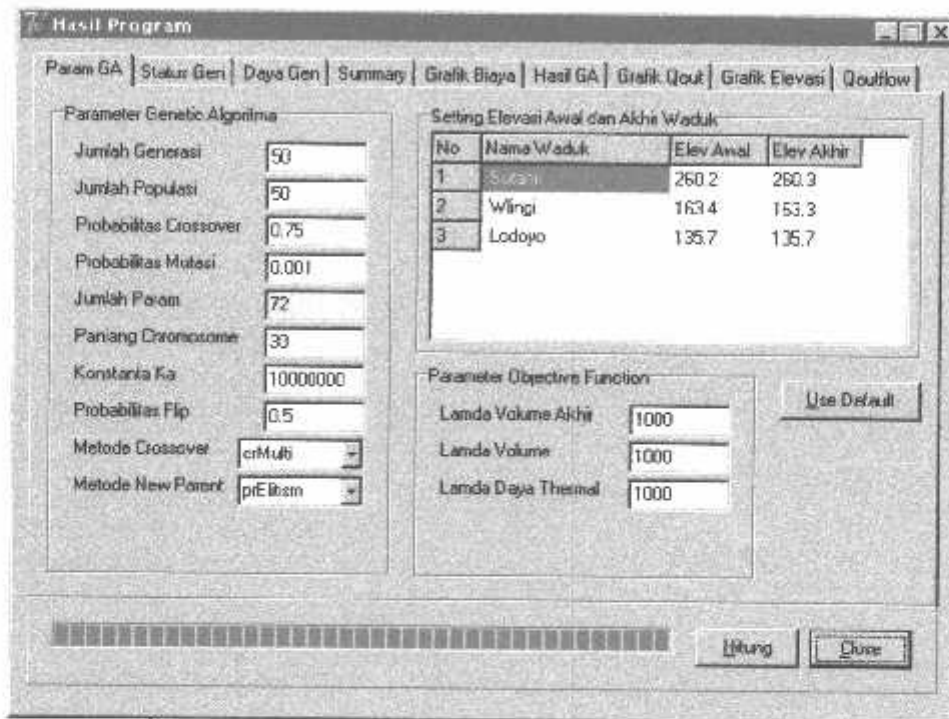 Hasil Program
Param GA Status Gen Daya Gen Summary Grafik Biaya Hasil GA Grafik Qout Grafik Elevasi Qoutflow
Parameter Genetic Algoritma
Jumlah Generasi 50
Jumlah Populasi 50
Probabilitas Crossover 0.75
Probabilitas Mutasi 0.001
Jumlah Param 72
Panjang Chromosome 33
Konstanta Ka 10000000
Probabilitas Flip 0.5
Metode Crossover crMulti
Metode New Parent prElitism
Setting Elevasi Awal dan Akhir Waduk
No Nama Waduk Elev Awal Elev Akhir
1 Sutami 260.2 260.3
2 Wlingi 163.4 163.3
3 Lodoyo 135.7 135.7
Parameter Objective Function
Lamda Volume Akhir 1000
Lamda Volume 1000
Lamda Daya Thermal 1000
Use Default
Hitung Close